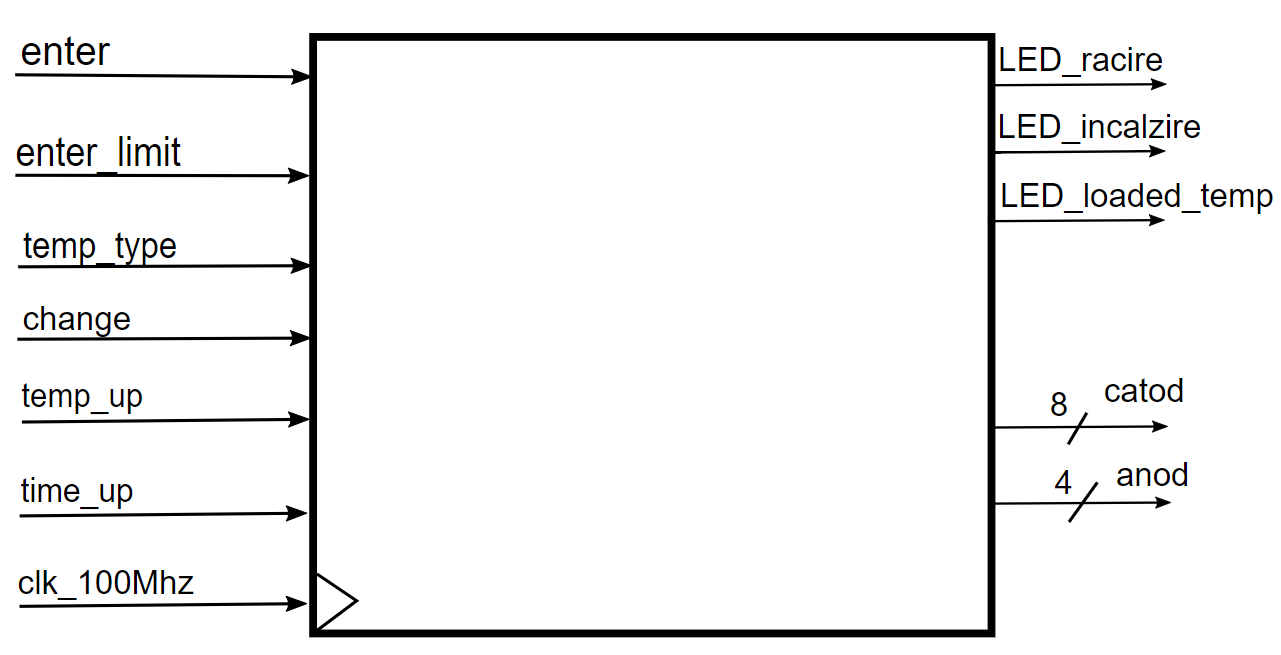 enter
enter_limit
temp_type
change
temp_up
time_up
clk_100Mhz
LED_racire
LED_incalzire
LED_loaded_temp
8 catod
4 anod